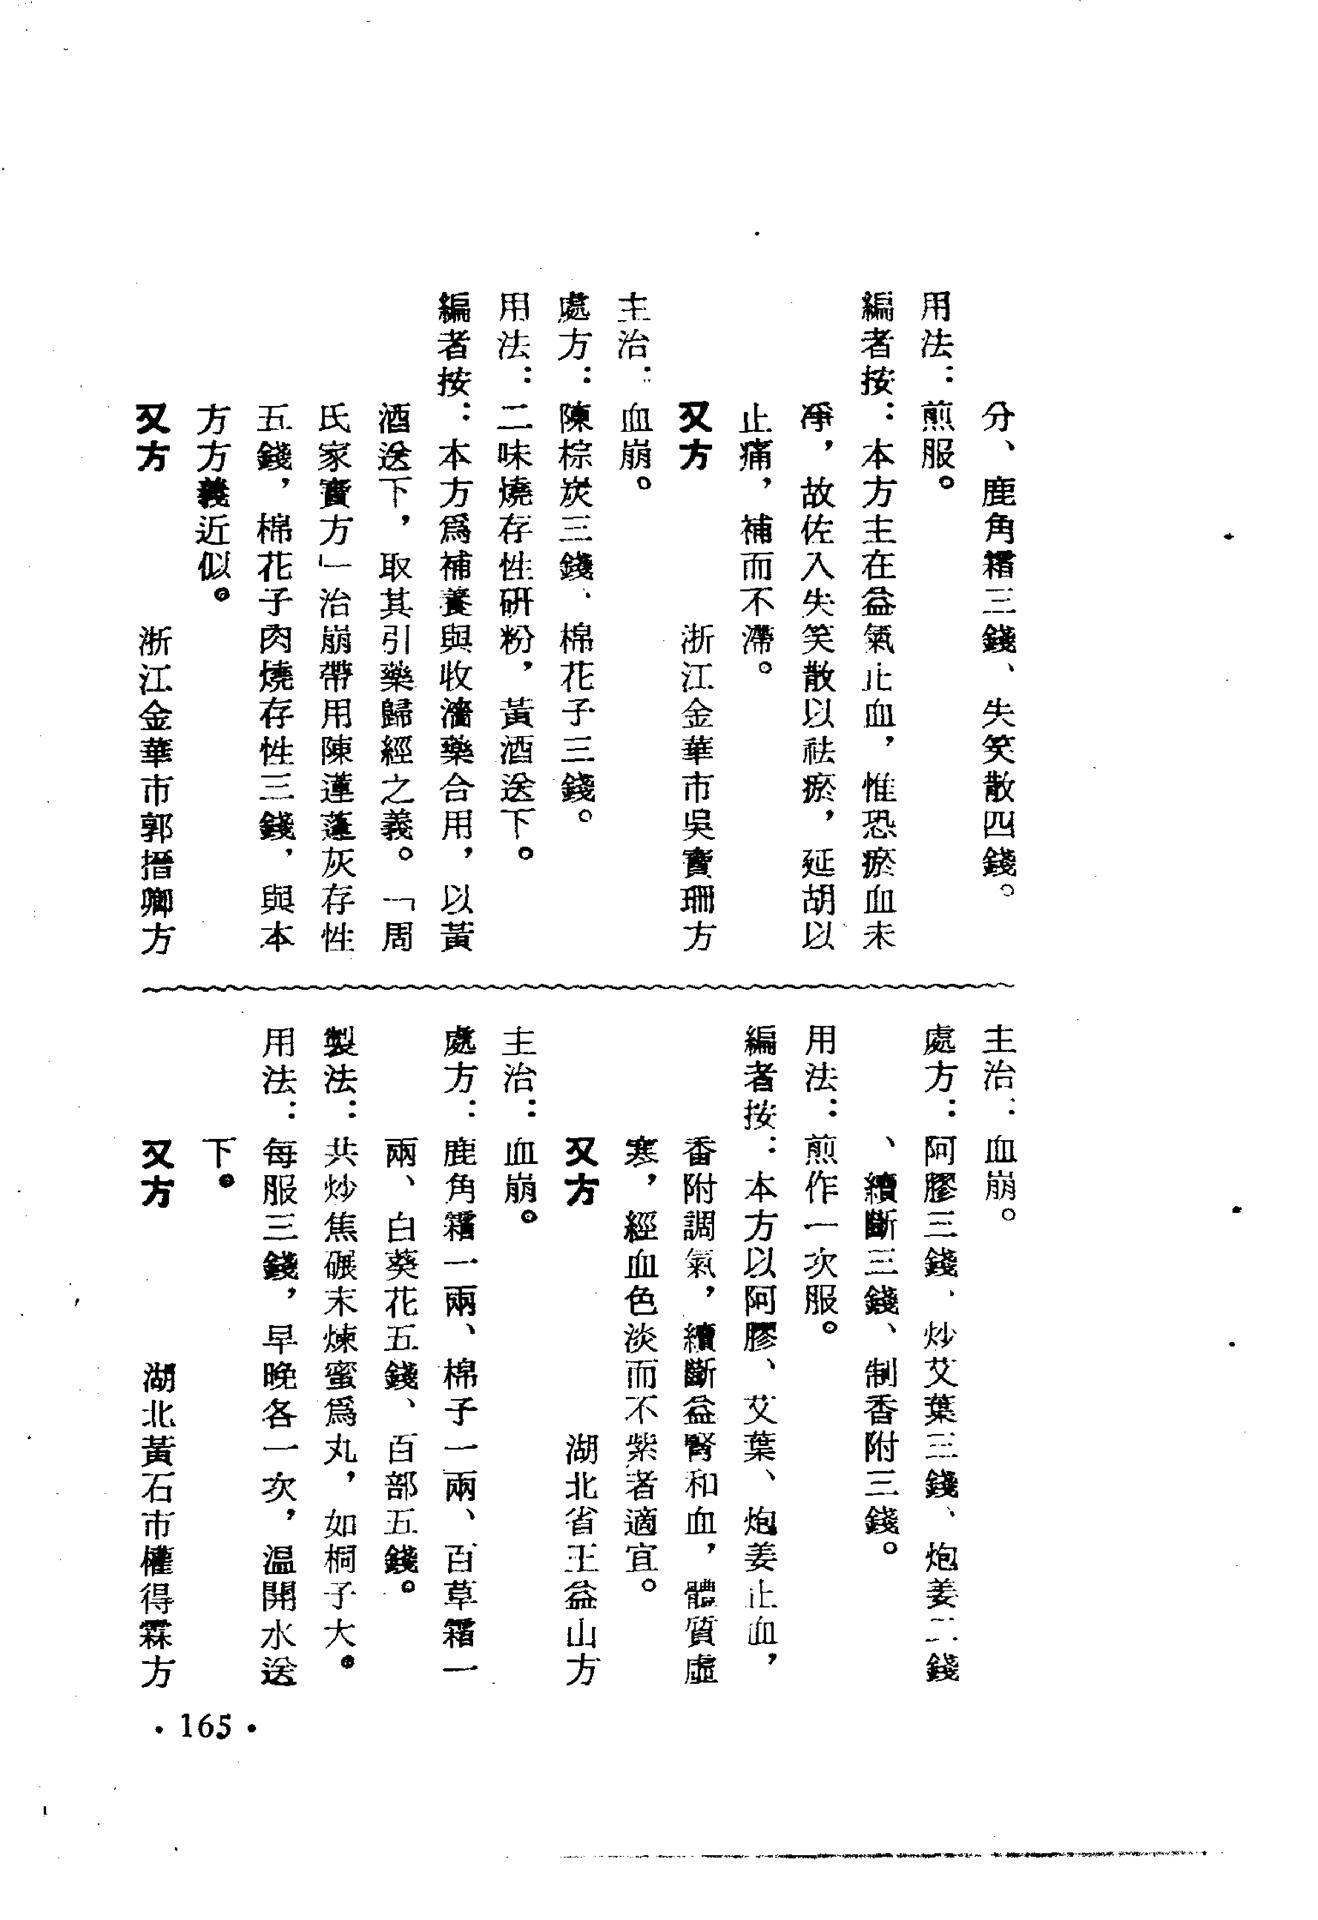 分、鹿角霜三錢、失笑散四錢。
用法：煎服。
編者按：本方主在益氣止血，惟恐瘀血未
淨，故佐入失笑散以祛瘀，延胡以
止痛，補而不滯。
又方　浙江金華市吳寶珊方
主治：血崩。
處方：陳棕炭三錢、棉花子三錢。
用法：二味燒存性研粉，黃酒送下。
編者按：本方爲補養與收濇藥合用，以黃
酒送下，取其引藥歸經之義。「周
氏家寶方」治崩帶用陳蓮蓬灰存性
五錢，棉花子肉燒存性三錢，與本
方方義近似。
又方　浙江金華市郭搢卿方
主治：血崩。
處方：阿膠三錢、炒艾葉三錢、炮姜二錢
、續斷三錢、制香附三錢。
用法：煎作一次服。
編者按：本方以阿膠、艾葉、炮姜止血，
香附調氣，續斷益腎和血，體質虛
寒，經血色淡而不紫者適宜。
又方　湖北省王益山方
主治：血崩。
處方：鹿角霜一兩、棉子一兩、百草霜一
兩、白葵花五錢、百部五錢。
製法：共炒焦碾末煉蜜爲丸，如桐子大。
用法：每服三錢，早晚各一次，温開水送
下。
又方　湖北黃石市權得霖方
·165·